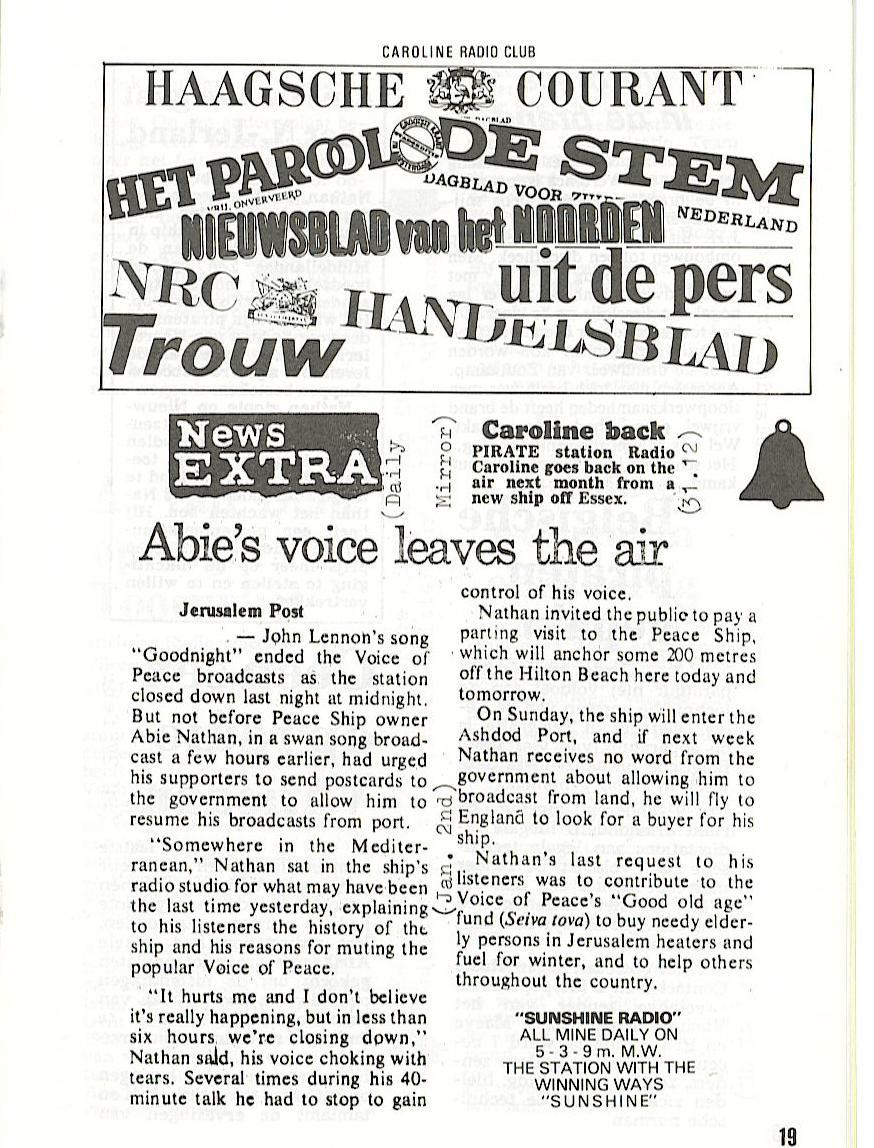 CAROLINE RADIO CLUB
HAAGSCHE COURANT
HET PAROOL
VRIJ, ONVERVEERD
DE STEM
DAGBLAD VOOR
NEDERLAND
NIEUWSBLAD van het NOORDEN
NRC HANDELSBLAD
uit de pers
Trouw
News
EXTRA
(Daily
Mirror)
Caroline back
PIRATE station Radio
Caroline goes back on the
air next month from a
new ship off Essex.
(31.12)
Abie's voice leaves the air
Jerusalem Post
— John Lennon's song
"Goodnight" ended the Voice of
Peace broadcasts as the station
closed down last night at midnight.
But not before Peace Ship owner
Abie Nathan, in a swan song broad-
cast a few hours earlier, had urged
his supporters to send postcards to
the government to allow him to
resume his broadcasts from port.
"Somewhere in the Mediter-
ranean," Nathan sat in the ship's
radio studio for what may have been
the last time yesterday, explaining
to his listeners the history of the
ship and his reasons for muting the
popular Voice of Peace.
"It hurts me and I don't believe
it's really happening, but in less than
six hours we're closing down,"
Nathan said, his voice choking with
tears. Several times during his 40-
minute talk he had to stop to gain
(Jan. 2nd)
control of his voice.
Nathan invited the public to pay a
parting visit to the Peace Ship,
which will anchor some 200 metres
off the Hilton Beach here today and
tomorrow.
On Sunday, the ship will enter the
Ashdod Port, and if next week
Nathan receives no word from the
government about allowing him to
broadcast from land, he will fly to
England to look for a buyer for his
ship.
Nathan's last request to his
listeners was to contribute to the
Voice of Peace's "Good old age"
fund (Seiva tova) to buy needy elder-
ly persons in Jerusalem heaters and
fuel for winter, and to help others
throughout the country.
"SUNSHINE RADIO"
ALL MINE DAILY ON
5-3-9 m. M.W.
THE STATION WITH THE
WINNING WAYS
"SUNSHINE"
19